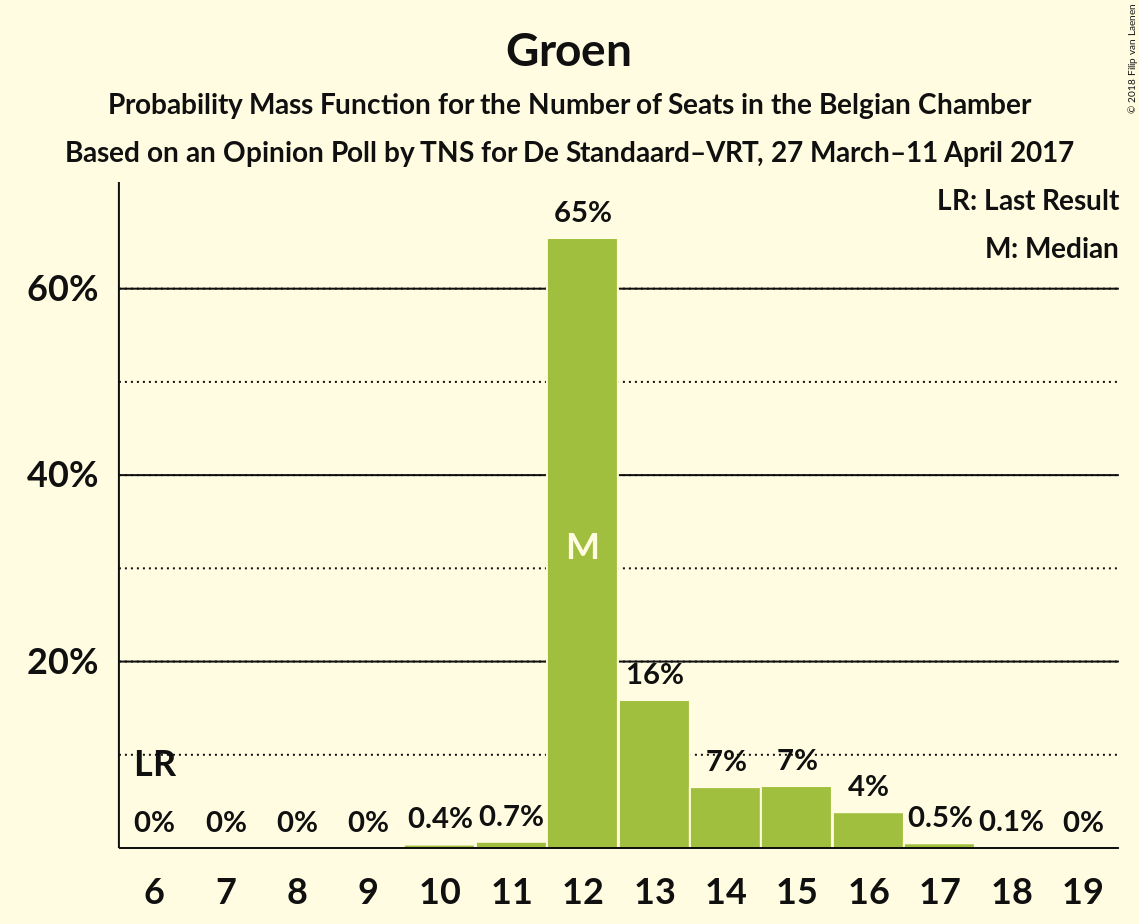 Groen
Probability Mass Function for the Number of Seats in the Belgian Chamber
Based on an Opinion Poll by TNS for De Standaard–VRT, 27 March–11 April 2017
© 2018 Filip van Laenen
LR: Last Result
M: Median
65%
60%
40%
M
20%
16%
LR
7%
7%
4%
0%
0%
0%
0%
0.4%
0.7%
0.5%
0.1%
0%
6 7 8 9 10 11 12 13 14 15 16 17 18 19